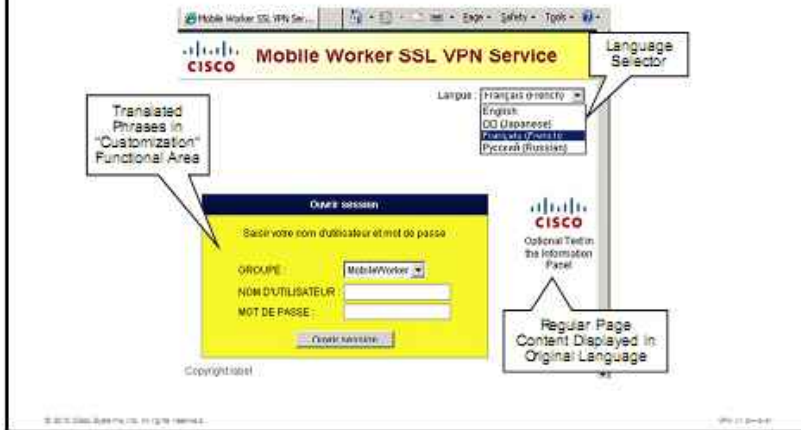 Mobile Worker SSL VPN Ser...
Page
Safety
Tools
CISCO
Mobile Worker SSL VPN Service
Language
Selector
Langue :
Français (French)
English
(Japanese)
Français (French)
Русский (Russian)
Translated
Phrases in
"Customization"
Functional Area
Ouvrir session
Saisir votre nom d'utilisateur et mot de passe
GROUPE :
MobileWorker
NOM D'UTILISATEUR :
MOT DE PASSE :
Ouvrir session
CISCO
Optional Text in
the Information
Panel
Regular Page
Content Displayed in
Original Language
Copyright label